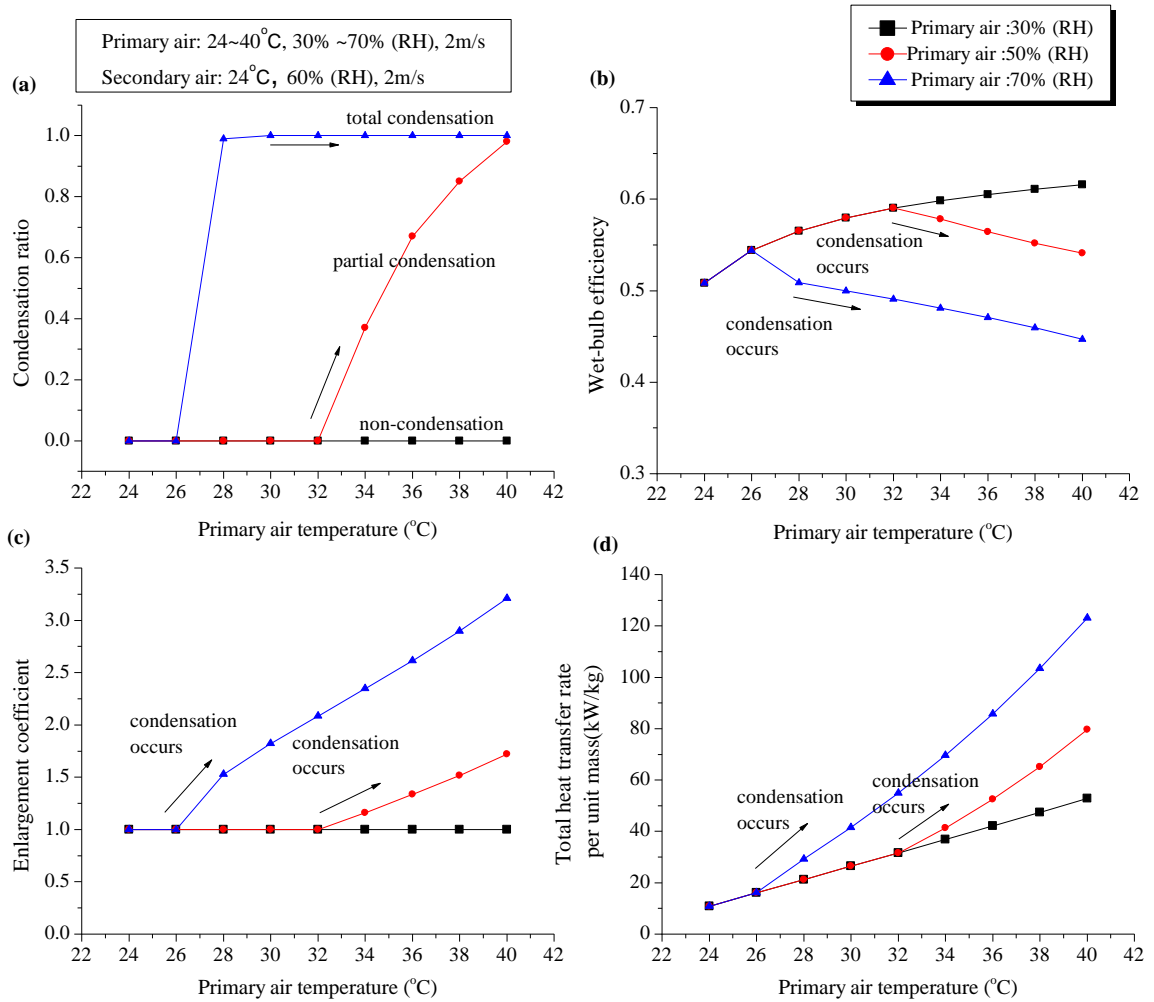 Primary air: 24~40°C, 30% ~70% (RH), 2m/s
Secondary air: 24°C, 60% (RH), 2m/s
Primary air :30% (RH)
Primary air :50% (RH)
Primary air :70% (RH)
(a)
total condensation
partial condensation
non-condensation
Condensation ratio
1.0
0.8
0.6
0.4
0.2
0.0
22 24 26 28 30 32 34 36 38 40 42
Primary air temperature (°C)
(b)
condensation
occurs
condensation
occurs
Wet-bulb efficiency
0.7
0.6
0.5
0.4
0.3
22 24 26 28 30 32 34 36 38 40 42
Primary air temperature (°C)
(c)
condensation
occurs
condensation
occurs
Enlargement coefficient
3.5
3.0
2.5
2.0
1.5
1.0
0.5
0.0
22 24 26 28 30 32 34 36 38 40 42
Primary air temperature (°C)
(d)
condensation
occurs
condensation
occurs
Total heat transfer rate
per unit mass(kW/kg)
140
120
100
80
60
40
20
0
22 24 26 28 30 32 34 36 38 40 42
Primary air temperature (°C)